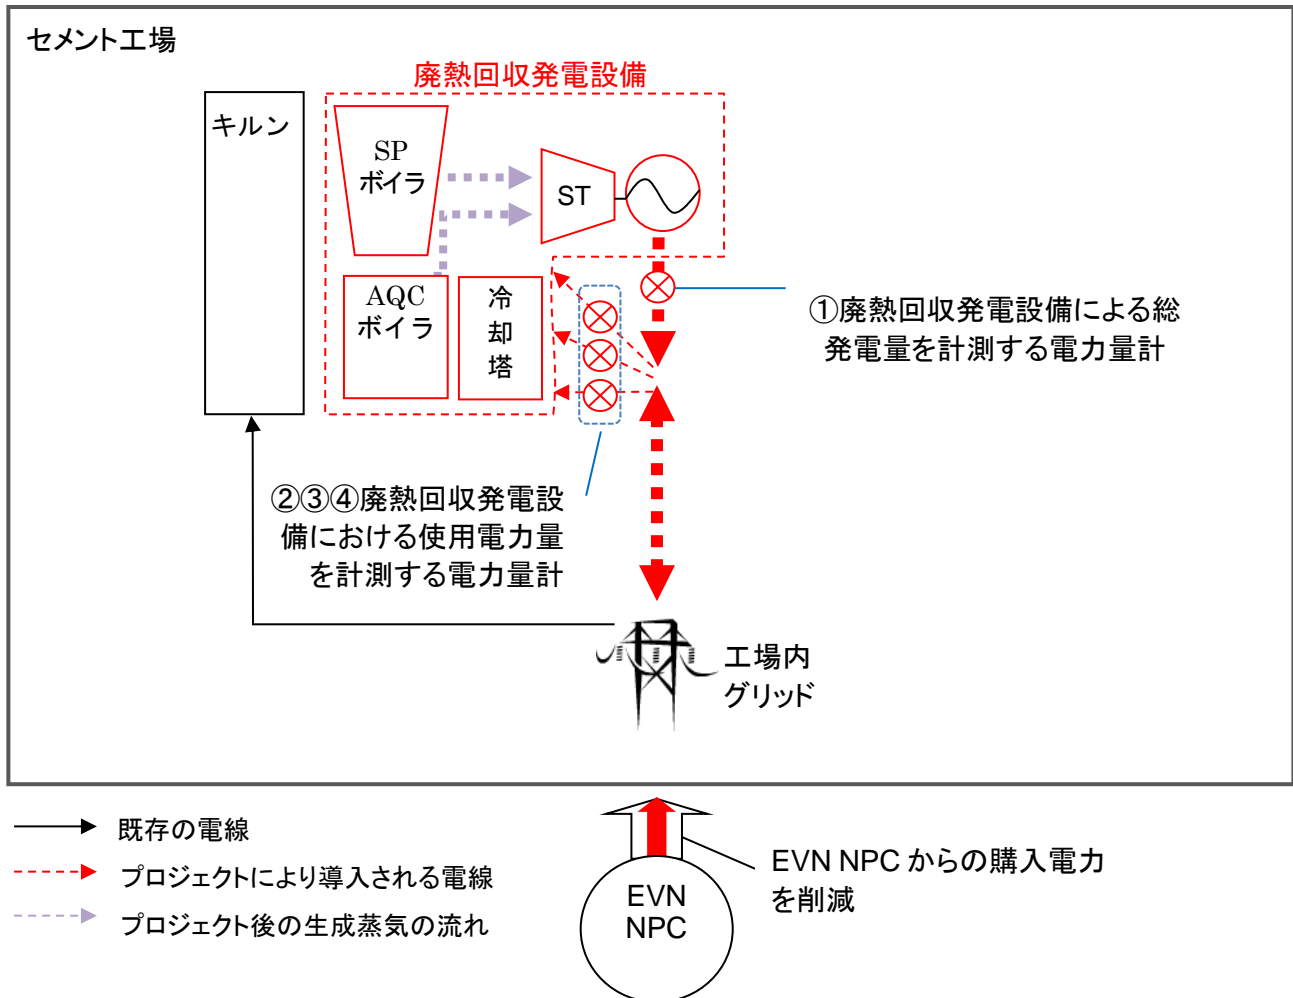 セメント工場
廃熱回収発電設備
キルン
SP
ボイラ
ST
AQC
ボイラ
冷
却
塔
①廃熱回収発電設備による総
発電量を計測する電力量計
②③④廃熱回収発電設
備における使用電力量
を計測する電力量計
工場内
グリッド
既存の電線
プロジェクトにより導入される電線
プロジェクト後の生成蒸気の流れ
EVN
NPC
EVN NPC からの購入電力
を削減